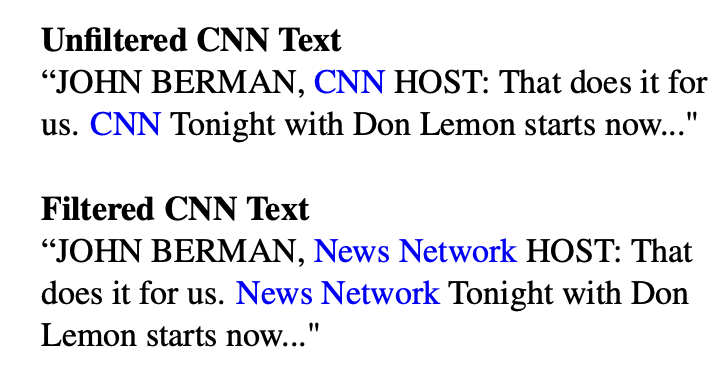 Unfiltered CNN Text
“JOHN BERMAN, CNN HOST: That does it for
us. CNN Tonight with Don Lemon starts now..."
Filtered CNN Text
“JOHN BERMAN, News Network HOST: That
does it for us. News Network Tonight with Don
Lemon starts now..."